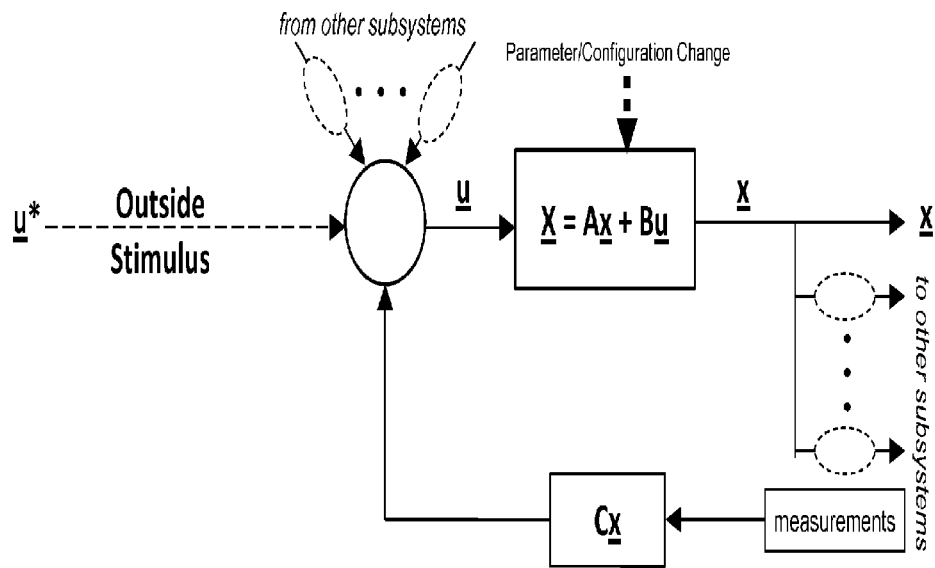 from other subsystems
Parameter/Configuration Change
u*
Outside
Stimulus
u
X = Ax + Bu
x
x
to other subsystems
Cx
measurements